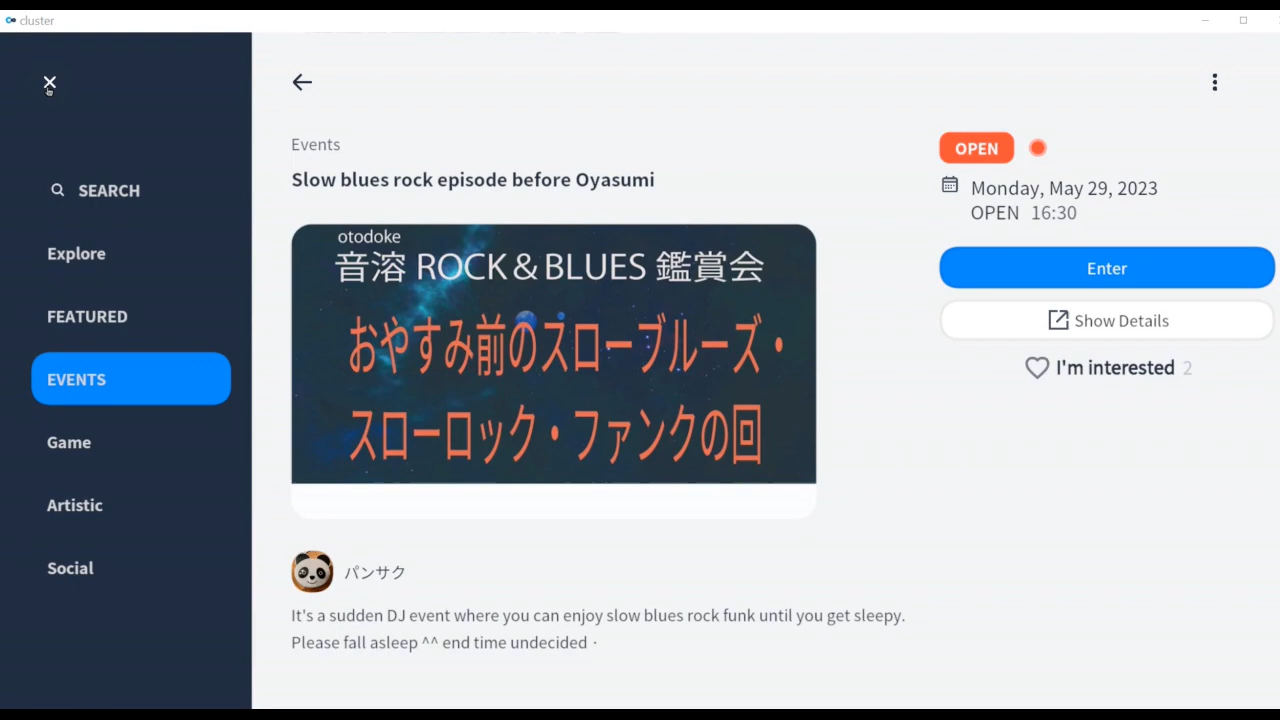 cluster
SEARCH
Explore
FEATURED
EVENTS
Game
Artistic
Social
Events
Slow blues rock episode before Oyasumi
otodoke
音溶 ROCK&BLUES 鑑賞会
おやすみ前のスローブルーズ・
スローロック・ファンクの回
パンサク
It's a sudden DJ event where you can enjoy slow blues rock funk until you get sleepy.
Please fall asleep ^^ end time undecided ·
OPEN
Monday, May 29, 2023
OPEN 16:30
Enter
Show Details
I'm interested 2